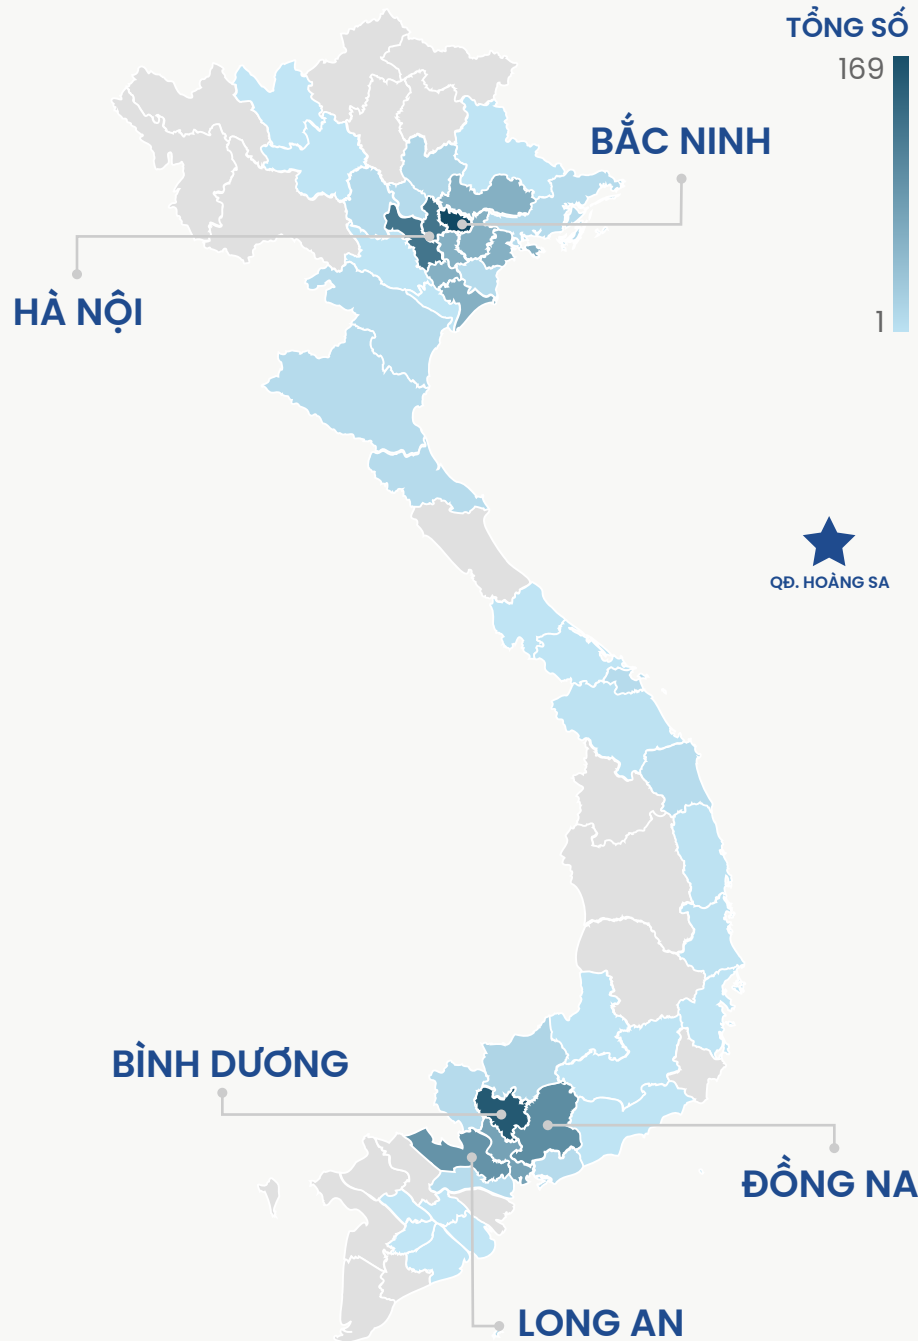 TỔNG SỐ
169
BẮC NINH
HÀ NỘI
1
QĐ. HOÀNG SA
BÌNH DƯƠNG
ĐỒNG NA
LONG AN